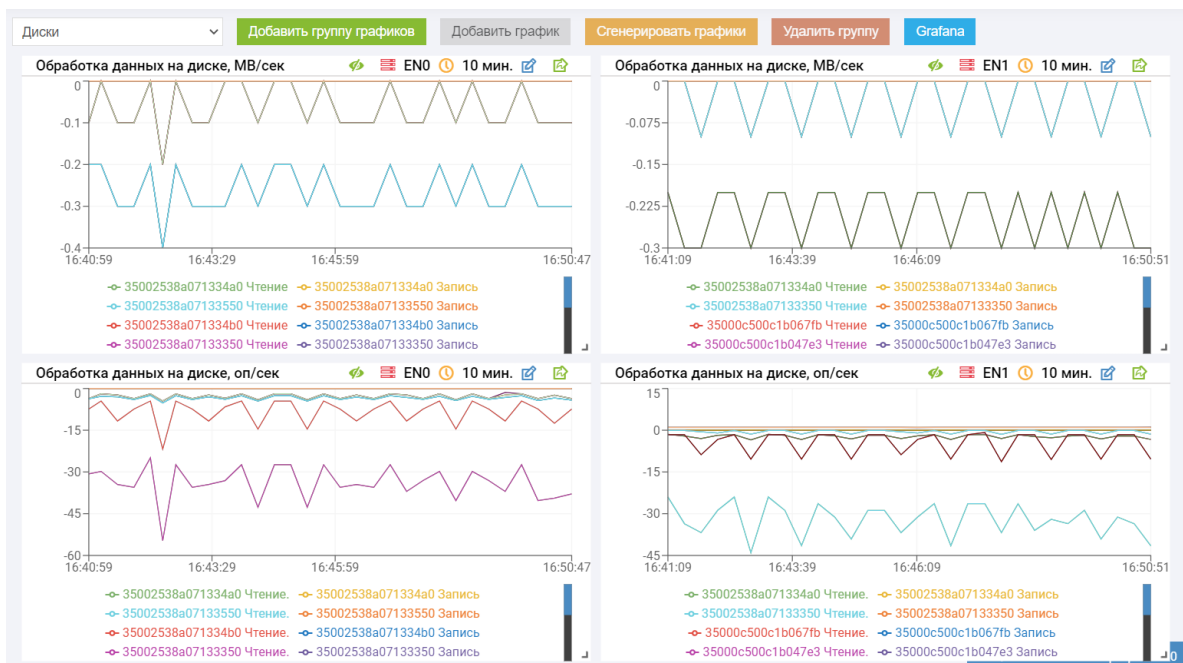 Диски
Добавить группу графиков
Добавить график
Сгенерировать графики
Удалить группу
Grafana
Обработка данных на диске, MB/сек
EN0
10 мин.
0
-0.1
-0.2
-0.3
-0.4
16:40:59
16:43:29
16:45:59
16:50:47
35002538a071334a0 Чтение
35002538a071334a0 Запись
35002538a07133550 Чтение
35002538a07133550 Запись
35002538a071334b0 Чтение
35002538a071334b0 Запись
35002538a07133350 Чтение
35002538a07133350 Запись
Обработка данных на диске, MB/сек
EN1
10 мин.
0
-0.075
-0.15
-0.225
-0.3
16:41:09
16:43:39
16:46:09
16:50:51
35002538a071334a0 Чтение
35002538a071334a0 Запись
35002538a07133350 Чтение
35002538a07133350 Запись
35000c500c1b067fb Чтение
35000c500c1b067fb Запись
35000c500c1b047e3 Чтение
35000c500c1b047e3 Запись
Обработка данных на диске, оп/сек
EN0
10 мин.
0
-15
-30
-45
-60
16:40:59
16:43:29
16:45:59
16:50:47
35002538a071334a0 Чтение.
35002538a071334a0 Запись
35002538a07133550 Чтение.
35002538a07133550 Запись
35002538a071334b0 Чтение.
35002538a071334b0 Запись
35002538a07133350 Чтение.
35002538a07133350 Запись
Обработка данных на диске, оп/сек
EN1
10 мин.
15
0
-15
-30
-45
16:41:09
16:43:39
16:46:09
16:50:51
35002538a071334a0 Чтение.
35002538a071334a0 Запись
35002538a07133350 Чтение.
35002538a07133350 Запись
35000c500c1b067fb Чтение.
35000c500c1b067fb Запись
35000c500c1b047e3 Чтение.
35000c500c1b047e3 Запись
0